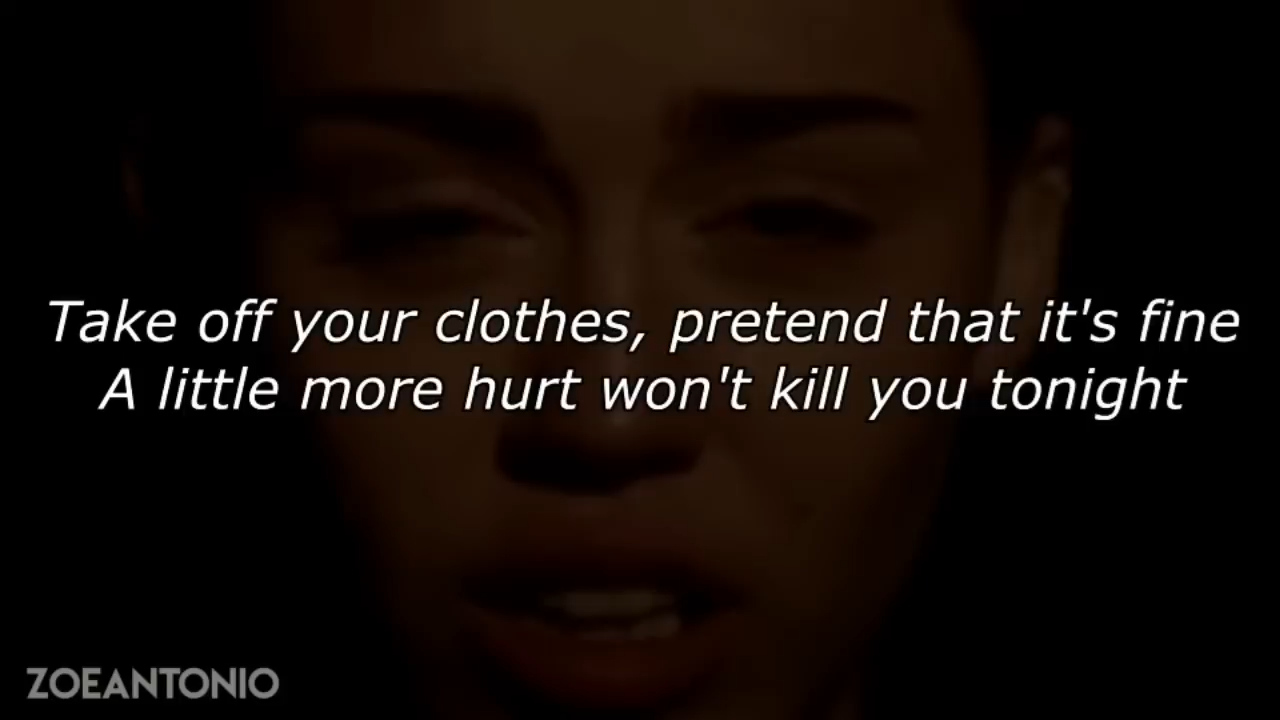 Take off your clothes, pretend that it's fine
A little more hurt won't kill you tonight
ZOEANTONIO